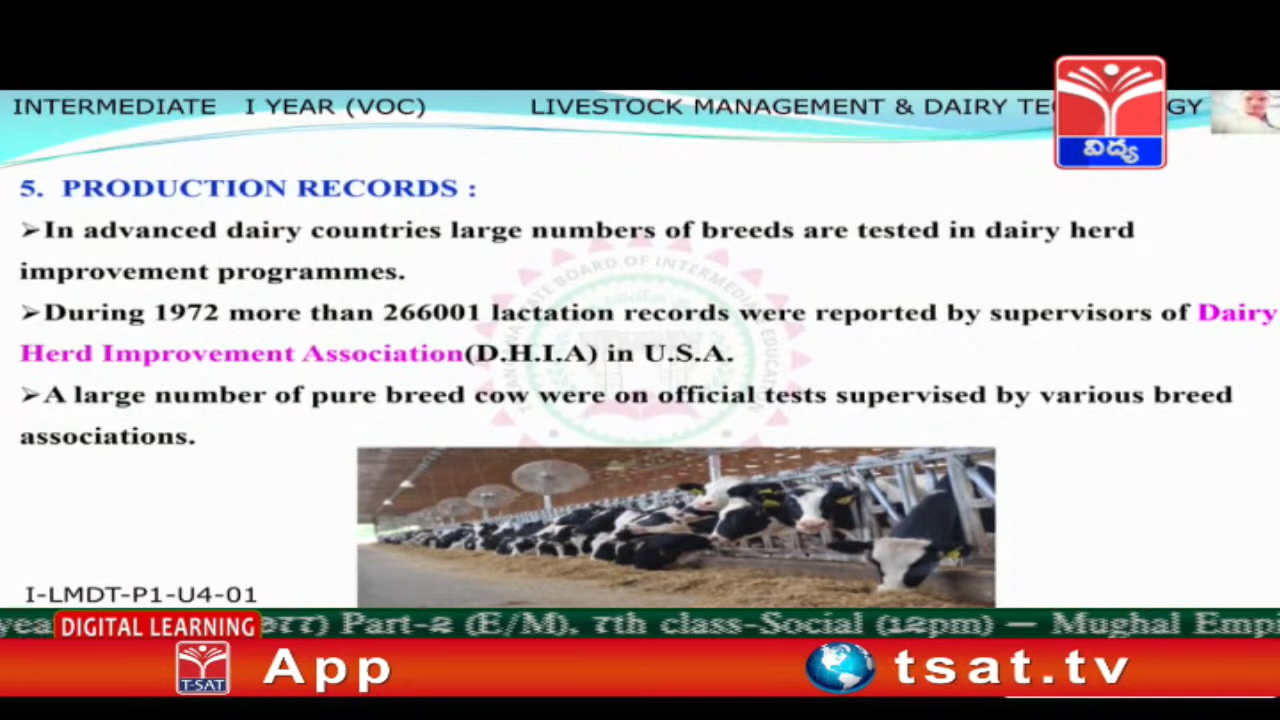 INTERMEDIATE I YEAR (VOC) LIVESTOCK MANAGEMENT & DAIRY
విద్య
5. PRODUCTION RECORDS :
➢In advanced dairy countries large numbers of breeds are tested in dairy herd
improvement programmes.
➢During 1972 more than 266001 lactation records were reported by supervisors of Dairy
Herd Improvement Association(D.H.I.A) in U.S.A.
➢A large number of pure breed cow were on official tests supervised by various breed
associations.
I-LMDT-P1-U4-01
DIGITAL LEARNING Part-2 (E/M), 7th class-Social (12pm) – Mughal
T-SAT App tsat.tv